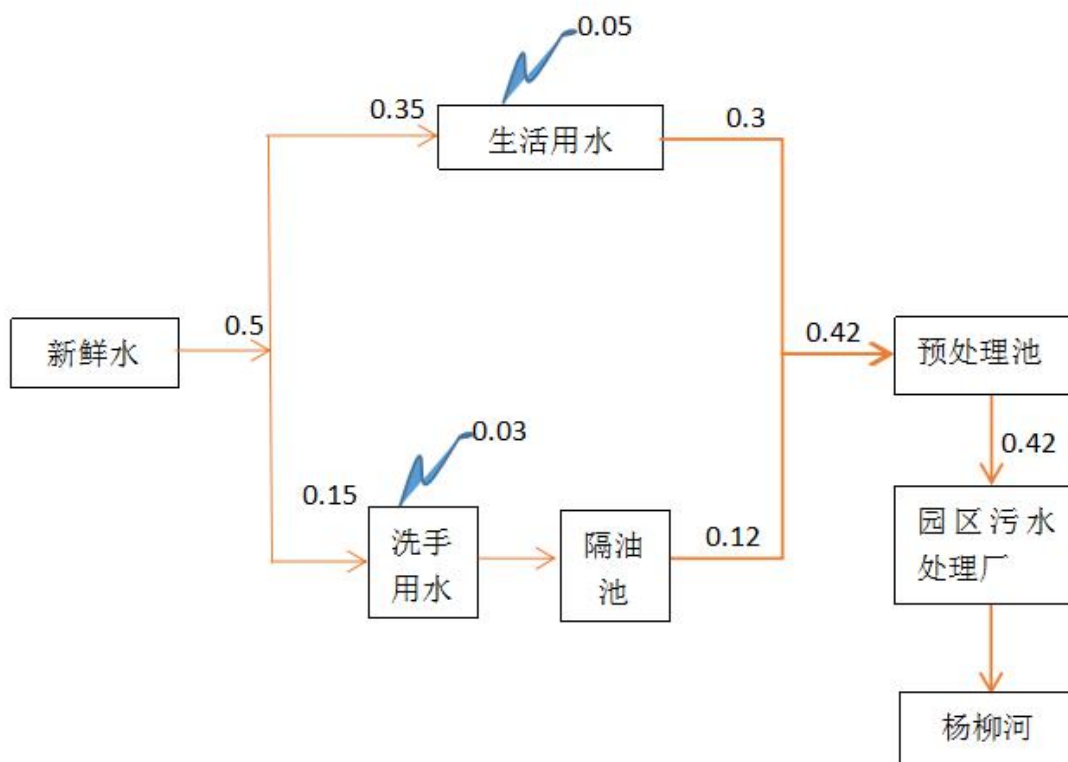 0.05
0.35
生活用水
0.3
新鲜水
0.5
0.42
预处理池
0.42
0.03
0.15
洗手
用水
隔油
池
0.12
园区污水
处理厂
杨柳河